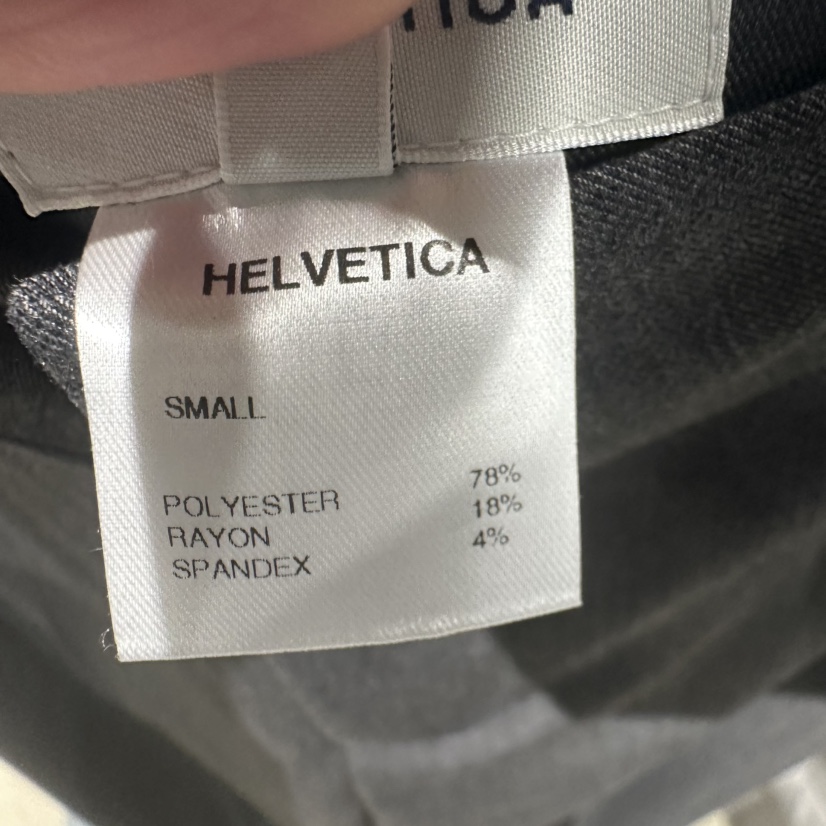 HELVETICA
SMALL
78%
POLYESTER 18%
RAYON 4%
SPANDEX